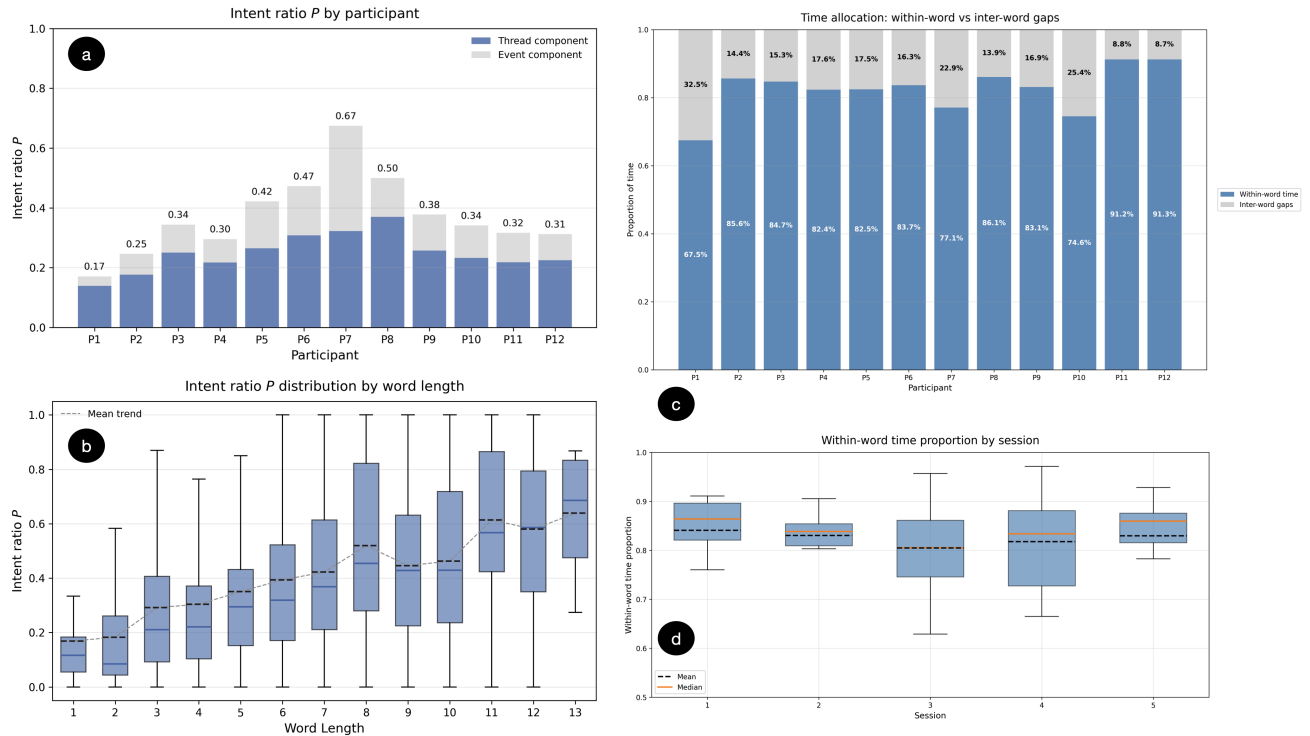 Intent ratio P by participant
a
Thread component
Event component
Intent ratio P
1.0
0.8
0.6
0.4
0.2
0.0
0.17
0.25
0.34
0.30
0.42
0.47
0.67
0.50
0.38
0.34
0.32
0.31
P1 P2 P3 P4 P5 P6 P7 P8 P9 P10 P11 P12
Participant
Time allocation: within-word vs inter-word gaps
Proportion of time
1.0
0.8
0.6
0.4
0.2
0.0
32.5% 14.4% 15.3% 17.6% 17.5% 16.3% 22.9% 13.9% 16.9% 25.4% 8.8% 8.7%
67.5% 85.6% 84.7% 82.4% 82.5% 83.7% 77.1% 86.1% 83.1% 74.6% 91.2% 91.3%
P1 P2 P3 P4 P5 P6 P7 P8 P9 P10 P11 P12
Participant
Within-word time
Inter-word gaps
c
Intent ratio P distribution by word length
Mean trend
b
Intent ratio P
1.0
0.8
0.6
0.4
0.2
0.0
1 2 3 4 5 6 7 8 9 10 11 12 13
Word Length
Within-word time proportion by session
Within-word time proportion
1.0
0.9
0.8
0.7
0.6
0.5
d
Mean
Median
1 2 3 4 5
Session